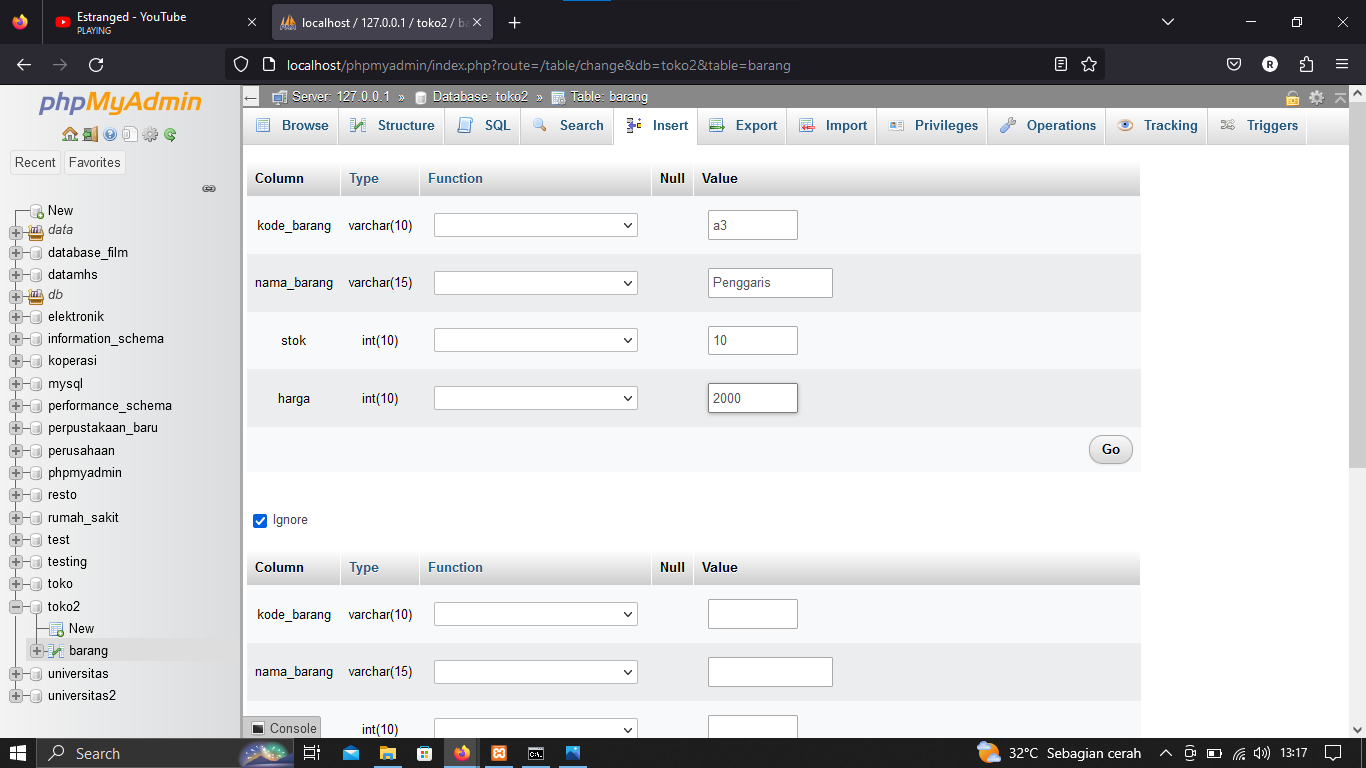 Estranged - YouTube
PLAYING
localhost / 127.0.0.1 / toko2 / ba
localhost/phpmyadmin/index.php?route=/table/change&db=toko2&table=barang
R
phpMyAdmin
Recent Favorites
New
data
database_film
datamhs
db
elektronik
information_schema
koperasi
mysql
performance_schema
perpustakaan_baru
perusahaan
phpmyadmin
resto
rumah_sakit
test
testing
toko
toko2
New
barang
universitas
universitas2
Server: 127.0.0.1 » Database: toko2 » Table: barang
Browse Structure SQL Search Insert Export Import Privileges Operations Tracking Triggers
Column Type Function Null Value
kode_barang varchar(10) a3
nama_barang varchar(15) Penggaris
stok int(10) 10
harga int(10) 2000
Go
Ignore
Column Type Function Null Value
kode_barang varchar(10)
nama_barang varchar(15)
int(10)
Console
Search
32°C Sebagian cerah
13:17